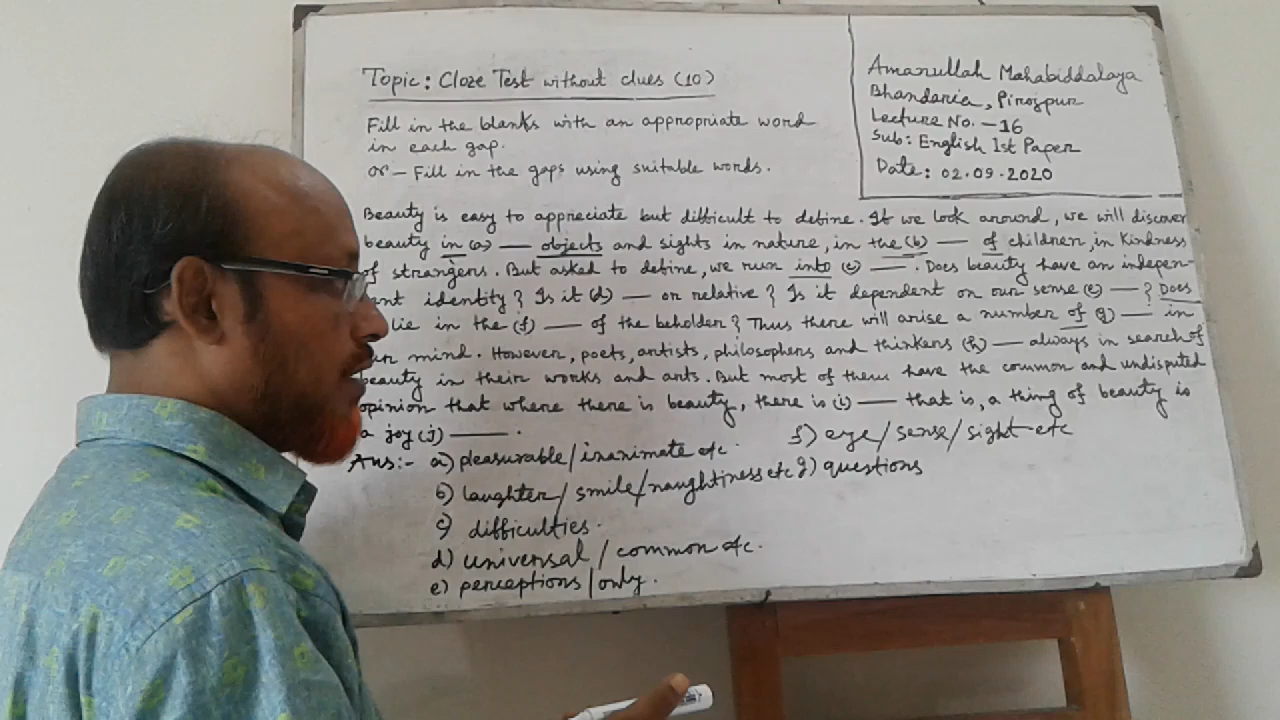 Topic: Cloze Test without clues (10)
Fill in the blanks with an appropriate word
in each gap.
or – Fill in the gaps using suitable words.
Amanullah Mahabiddalaya
Bhandaria, Pirojpur
Lecture No. – 16
Sub: English 1st Paper
Date: 02.09.2020
Beauty is easy to appreciate but difficult to define. If we look around, we will discover
beauty in (a) — objects and sights in nature, in the (b) — of children, in kindness
of strangers. But asked to define, we run into (c) —. Does beauty have an indepen-
identity? Is it (d) — or relative? Is it dependent on our sense (e) —? Does
lie in the (f) — of the beholder? Thus there will arise a number of (g) — in
mind. However, poets, artists, philosophers and thinkers (h) — always in search of
beauty in their works and arts. But most of them have the common and undisputed
opinion that where there is beauty, there is (i) — that is, a thing of beauty is
a joy (j) —.
Ans:- a) pleasurable/inanimate etc.
b) laughter/smile/naughtiness etc
c) difficulties.
d) universal/common etc.
e) perceptions/only.
f) eye/sense/sight etc
g) questions